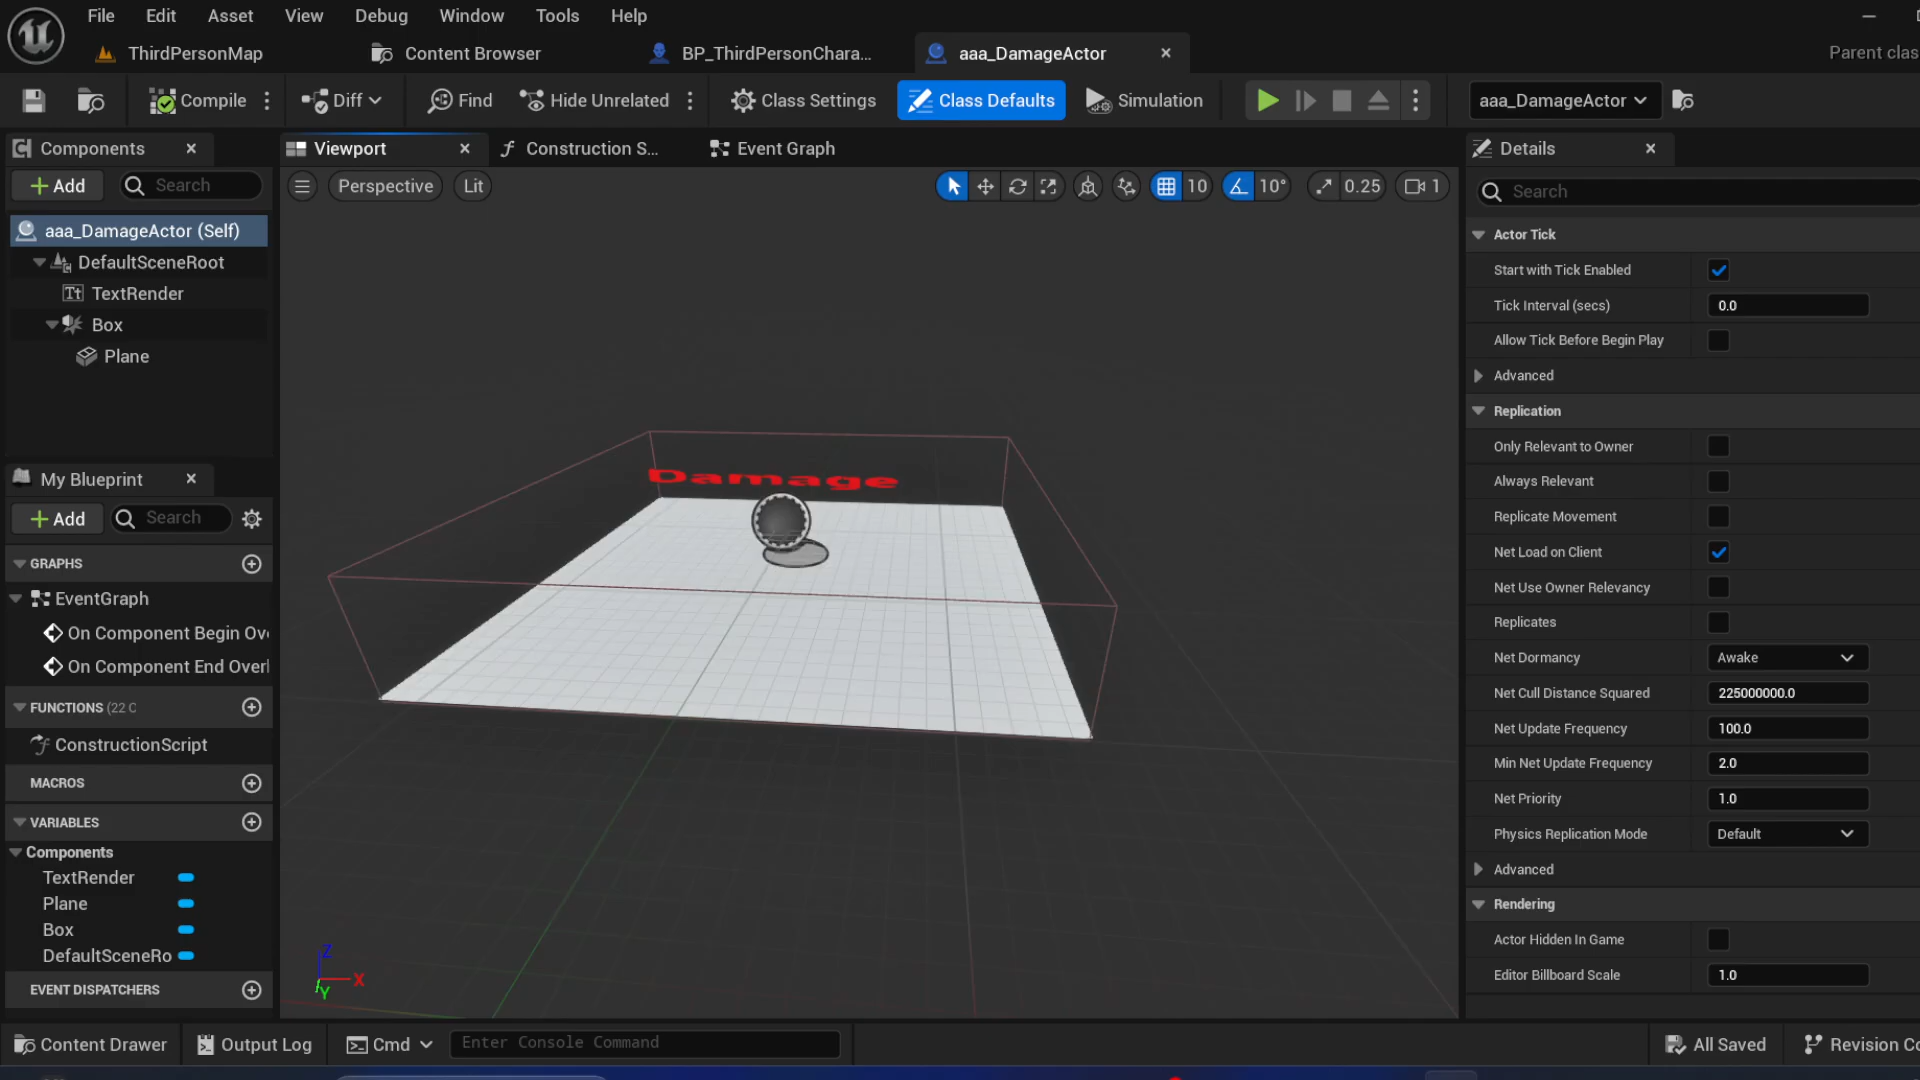 File Edit Asset View Debug Window Tools Help
ThirdPersonMap Content Browser BP_ThirdPersonChara... aaa_DamageActor Parent clas
Compile Diff Find Hide Unrelated Class Settings Class Defaults Simulation aaa_DamageActor
Components Viewport Construction S... Event Graph Details
Add Search Perspective Lit 10 10° 0.25 1 Search
aaa_DamageActor (Self)
DefaultSceneRoot
TextRender
Box
Plane
My Blueprint
Add Search
GRAPHS
EventGraph
On Component Begin Ov
On Component End Overl
FUNCTIONS (22 C
ConstructionScript
MACROS
VARIABLES
Components
TextRender
Plane
Box
DefaultSceneRo
EVENT DISPATCHERS
Damage
Z
X
Y
Actor Tick
Start with Tick Enabled
Tick Interval (secs) 0.0
Allow Tick Before Begin Play
Advanced
Replication
Only Relevant to Owner
Always Relevant
Replicate Movement
Net Load on Client
Net Use Owner Relevancy
Replicates
Net Dormancy Awake
Net Cull Distance Squared 225000000.0
Net Update Frequency 100.0
Min Net Update Frequency 2.0
Net Priority 1.0
Physics Replication Mode Default
Advanced
Rendering
Actor Hidden In Game
Editor Billboard Scale 1.0
Content Drawer Output Log Cmd Enter Console Command All Saved Revision Co